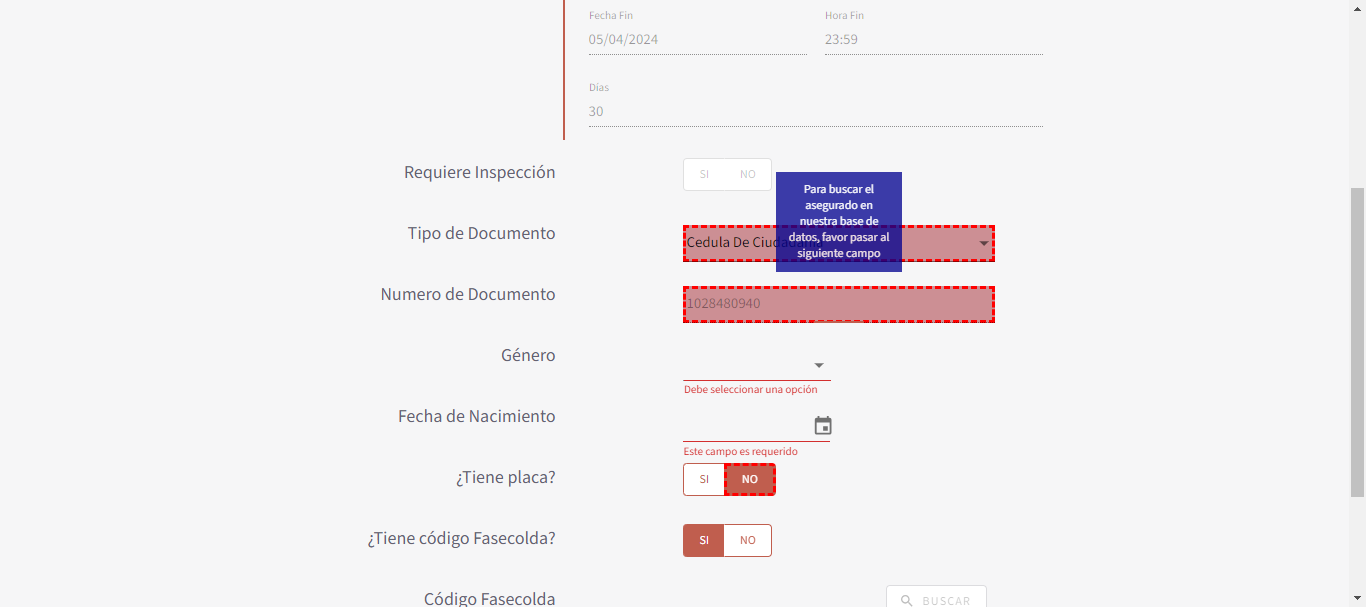 Fecha Fin
Hora Fin
05/04/2024
23:59
Días
30
Requiere Inspección
SI
NO
Para buscar el
asegurado en
nuestra base de
datos, favor pasar al
siguiente campo
Tipo de Documento
Cedula De Ciudadania
Numero de Documento
1028480940
Género
Debe seleccionar una opción
Fecha de Nacimiento
Este campo es requerido
¿Tiene placa?
SI
NO
¿Tiene código Fasecolda?
SI
NO
Código Fasecolda
BUSCAR